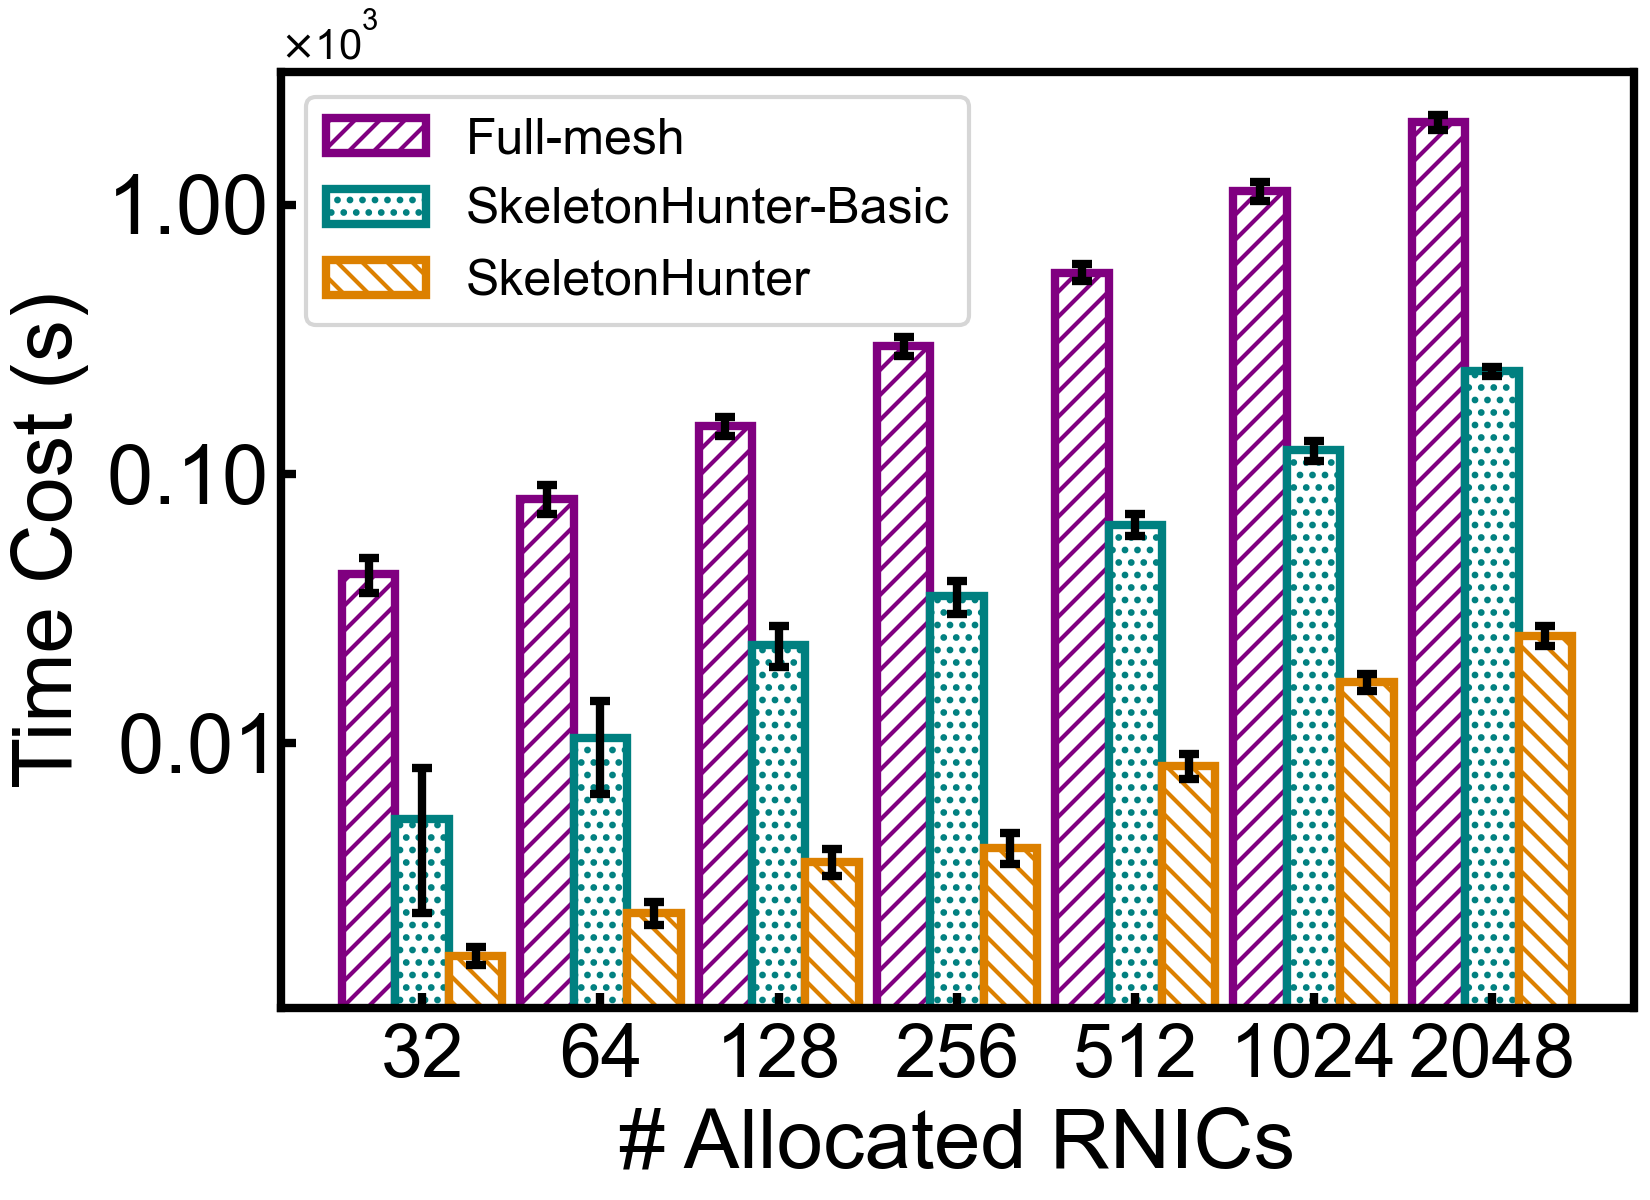 ×10³
Full-mesh
SkeletonHunter-Basic
SkeletonHunter
Time Cost (s)
1.00
0.10
0.01
32 64 128 256 512 1024 2048
# Allocated RNICs